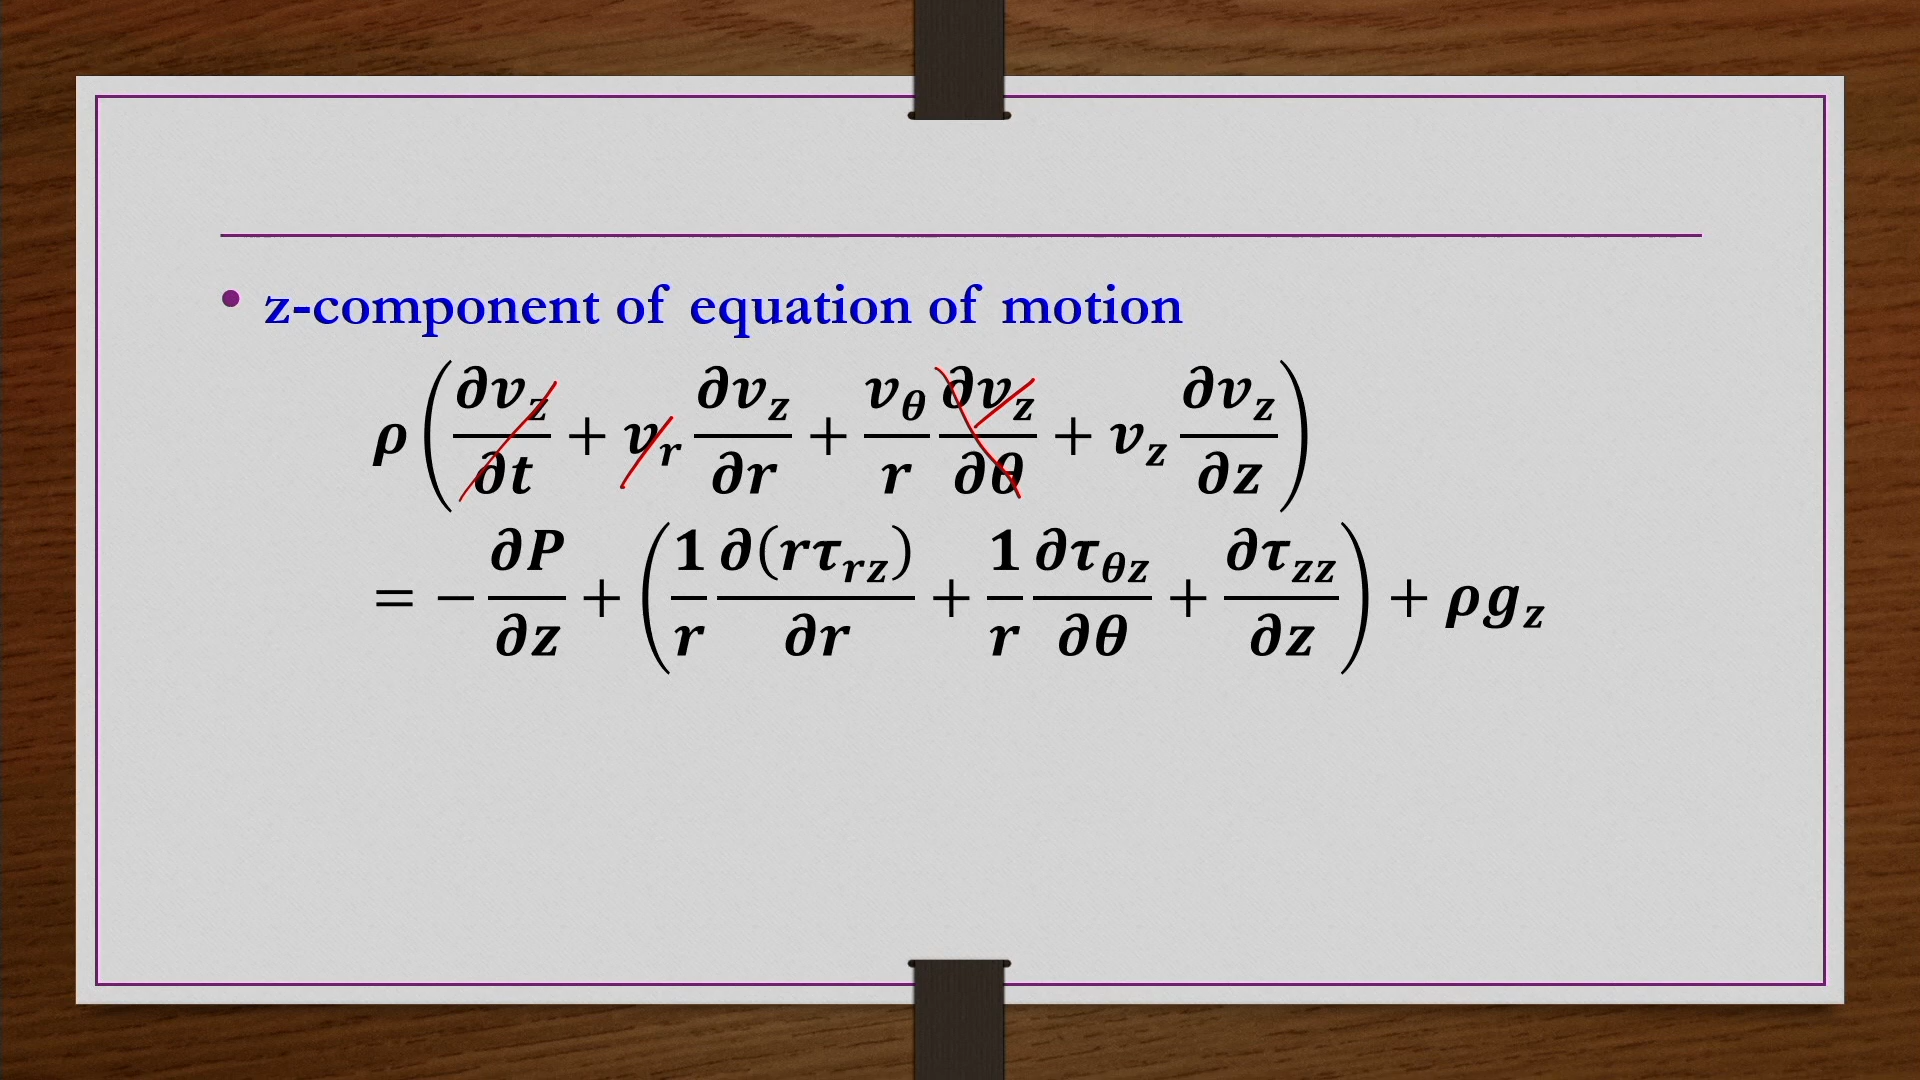 • z-component of equation of motion
ρ(∂v_z/∂t + v_r ∂v_z/∂r + v_θ/r ∂v_z/∂θ + v_z ∂v_z/∂z)
= −∂P/∂z + (1/r ∂(rτ_rz)/∂r + 1/r ∂τ_θz/∂θ + ∂τ_zz/∂z) + ρg_z